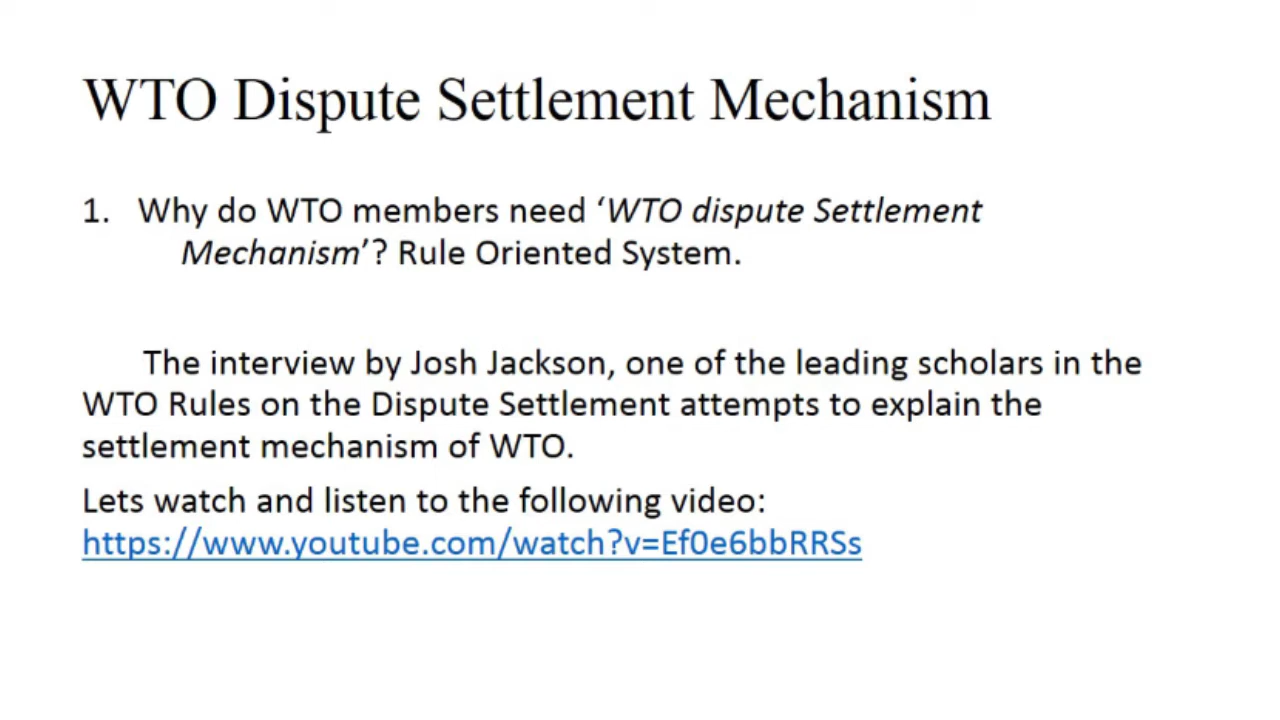 WTO Dispute Settlement Mechanism
1. Why do WTO members need ‘WTO dispute Settlement
Mechanism’? Rule Oriented System.
The interview by Josh Jackson, one of the leading scholars in the
WTO Rules on the Dispute Settlement attempts to explain the
settlement mechanism of WTO.
Lets watch and listen to the following video:
https://www.youtube.com/watch?v=Ef0e6bbRRSs